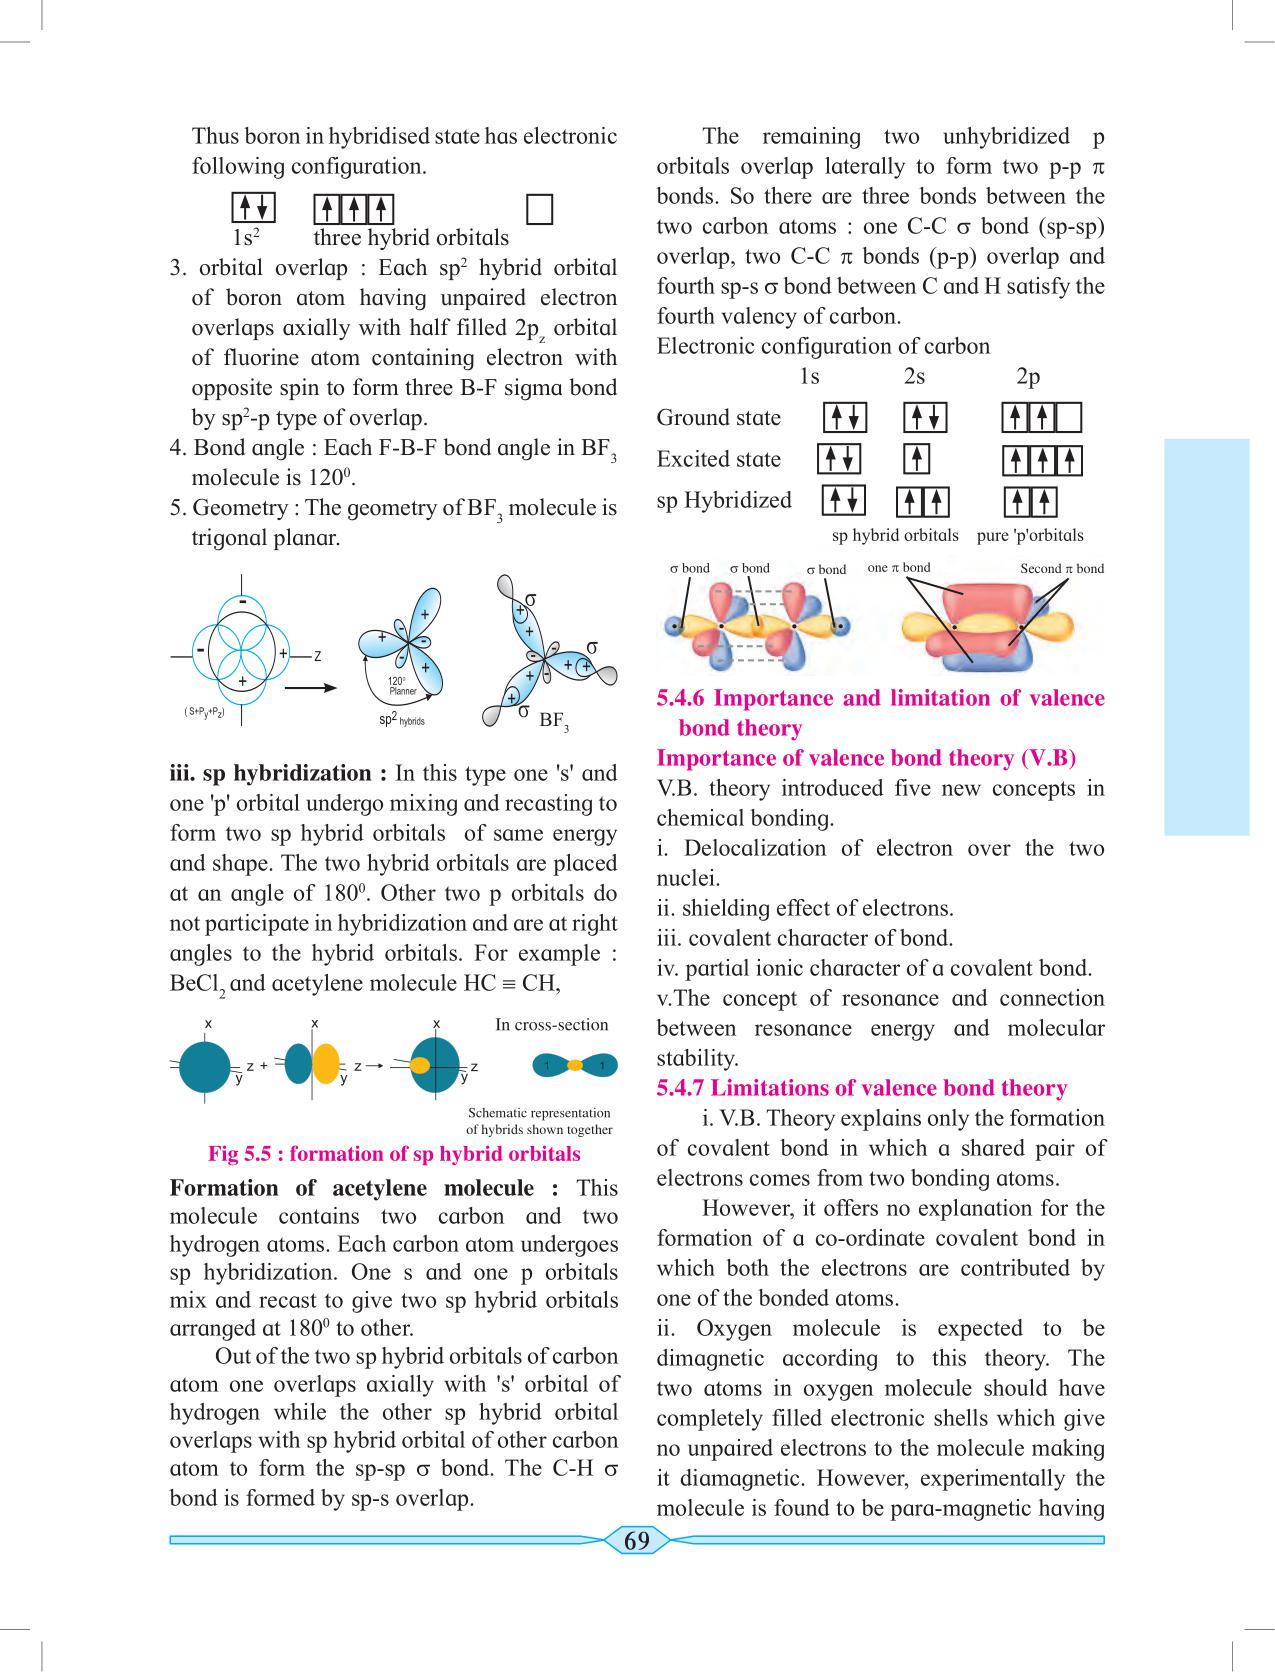 Thus boron in hybridised state has electronic
following configuration.
1s²
three hybrid orbitals
3. orbital overlap : Each sp² hybrid orbital
of boron atom having unpaired electron
overlaps axially with half filled 2p_z orbital
of fluorine atom containing electron with
opposite spin to form three B-F sigma bond
by sp²-p type of overlap.
4. Bond angle : Each F-B-F bond angle in BF₃
molecule is 120⁰.
5. Geometry : The geometry of BF₃ molecule is
trigonal planar.
-
-
+
Z
+
(S+Py+Pz)
+
-
+
-
-
+
120°
Planner
sp² hybrids
σ
+
+
σ
-
-
+
+
+
-
+
σ
BF₃
iii. sp hybridization : In this type one 's' and
one 'p' orbital undergo mixing and recasting to
form two sp hybrid orbitals of same energy
and shape. The two hybrid orbitals are placed
at an angle of 180⁰. Other two p orbitals do
not participate in hybridization and are at right
angles to the hybrid orbitals. For example :
BeCl₂ and acetylene molecule HC ≡ CH,
x
x
x
In cross-section
z +
z
z
y
y
y
1
1
Schematic representation
of hybrids shown together
Fig 5.5 : formation of sp hybrid orbitals
Formation of acetylene molecule : This
molecule contains two carbon and two
hydrogen atoms. Each carbon atom undergoes
sp hybridization. One s and one p orbitals
mix and recast to give two sp hybrid orbitals
arranged at 180⁰ to other.
Out of the two sp hybrid orbitals of carbon
atom one overlaps axially with 's' orbital of
hydrogen while the other sp hybrid orbital
overlaps with sp hybrid orbital of other carbon
atom to form the sp-sp σ bond. The C-H σ
bond is formed by sp-s overlap.
The remaining two unhybridized p
orbitals overlap laterally to form two p-p π
bonds. So there are three bonds between the
two carbon atoms : one C-C σ bond (sp-sp)
overlap, two C-C π bonds (p-p) overlap and
fourth sp-s σ bond between C and H satisfy the
fourth valency of carbon.
Electronic configuration of carbon
1s 2s 2p
Ground state
Excited state
sp Hybridized
sp hybrid orbitals pure 'p'orbitals
σ bond σ bond σ bond one π bond Second π bond
5.4.6 Importance and limitation of valence
bond theory
Importance of valence bond theory (V.B)
V.B. theory introduced five new concepts in
chemical bonding.
i. Delocalization of electron over the two
nuclei.
ii. shielding effect of electrons.
iii. covalent character of bond.
iv. partial ionic character of a covalent bond.
v.The concept of resonance and connection
between resonance energy and molecular
stability.
5.4.7 Limitations of valence bond theory
i. V.B. Theory explains only the formation
of covalent bond in which a shared pair of
electrons comes from two bonding atoms.
However, it offers no explanation for the
formation of a co-ordinate covalent bond in
which both the electrons are contributed by
one of the bonded atoms.
ii. Oxygen molecule is expected to be
dimagnetic according to this theory. The
two atoms in oxygen molecule should have
completely filled electronic shells which give
no unpaired electrons to the molecule making
it diamagnetic. However, experimentally the
molecule is found to be para-magnetic having
69